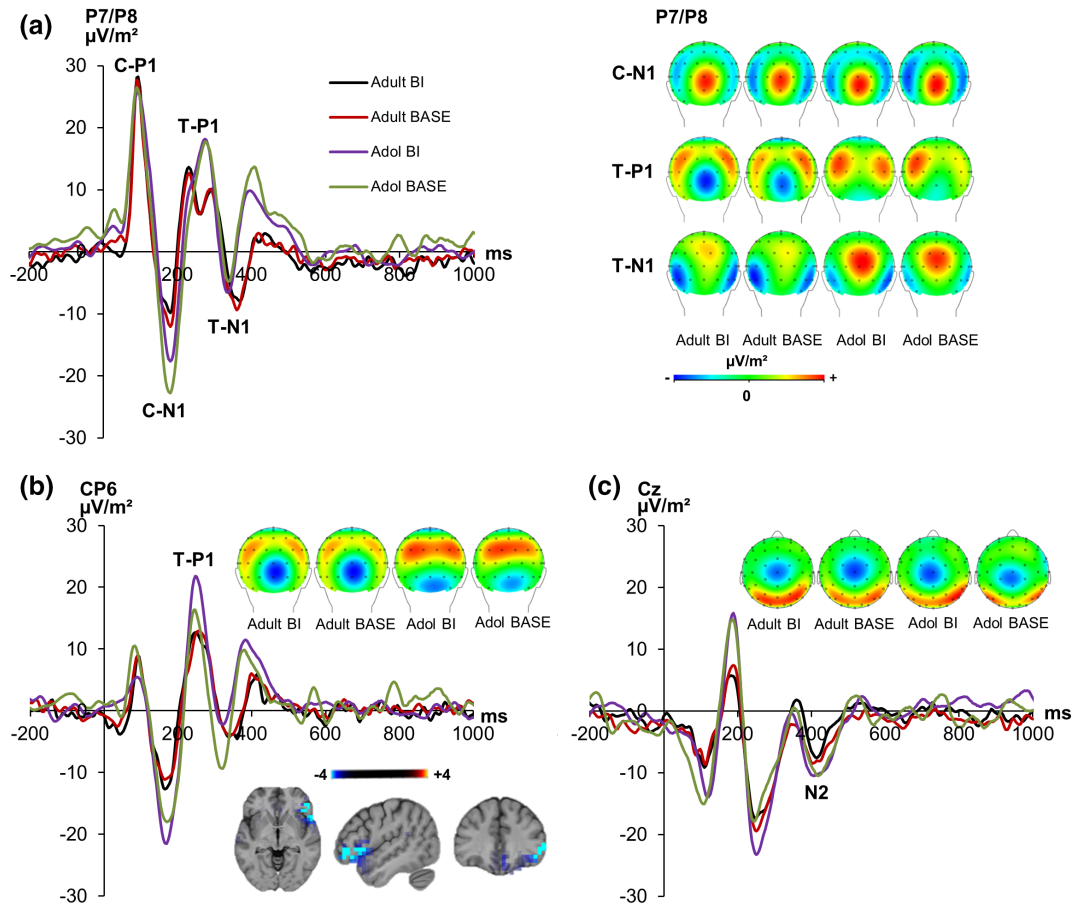 (a)
P7/P8
µV/m²
30
20
10
-10
-20
-30
C-P1
T-P1
C-N1
T-N1
-200
200
400
600
800
1000
ms
Adult BI
Adult BASE
Adol BI
Adol BASE
P7/P8
C-N1
T-P1
T-N1
Adult BI Adult BASE Adol BI Adol BASE
µV/m²
- +
0
(b)
CP6
µV/m²
30
20
10
0
-10
-20
-30
T-P1
-200
200
400
600
800
1000
ms
Adult BI Adult BASE Adol BI Adol BASE
-4 +4
(c)
Cz
µV/m²
30
20
10
0
-10
-20
-30
N2
-200
200
400
600
800
1000
ms
Adult BI Adult BASE Adol BI Adol BASE